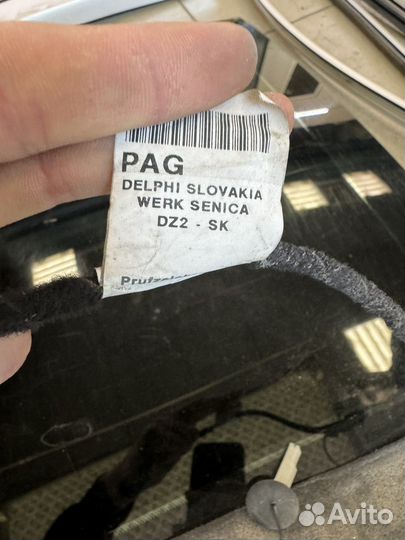 PAG
DELPHI SLOVAKIA
WERK SENICA
DZ2 - SK
Avito